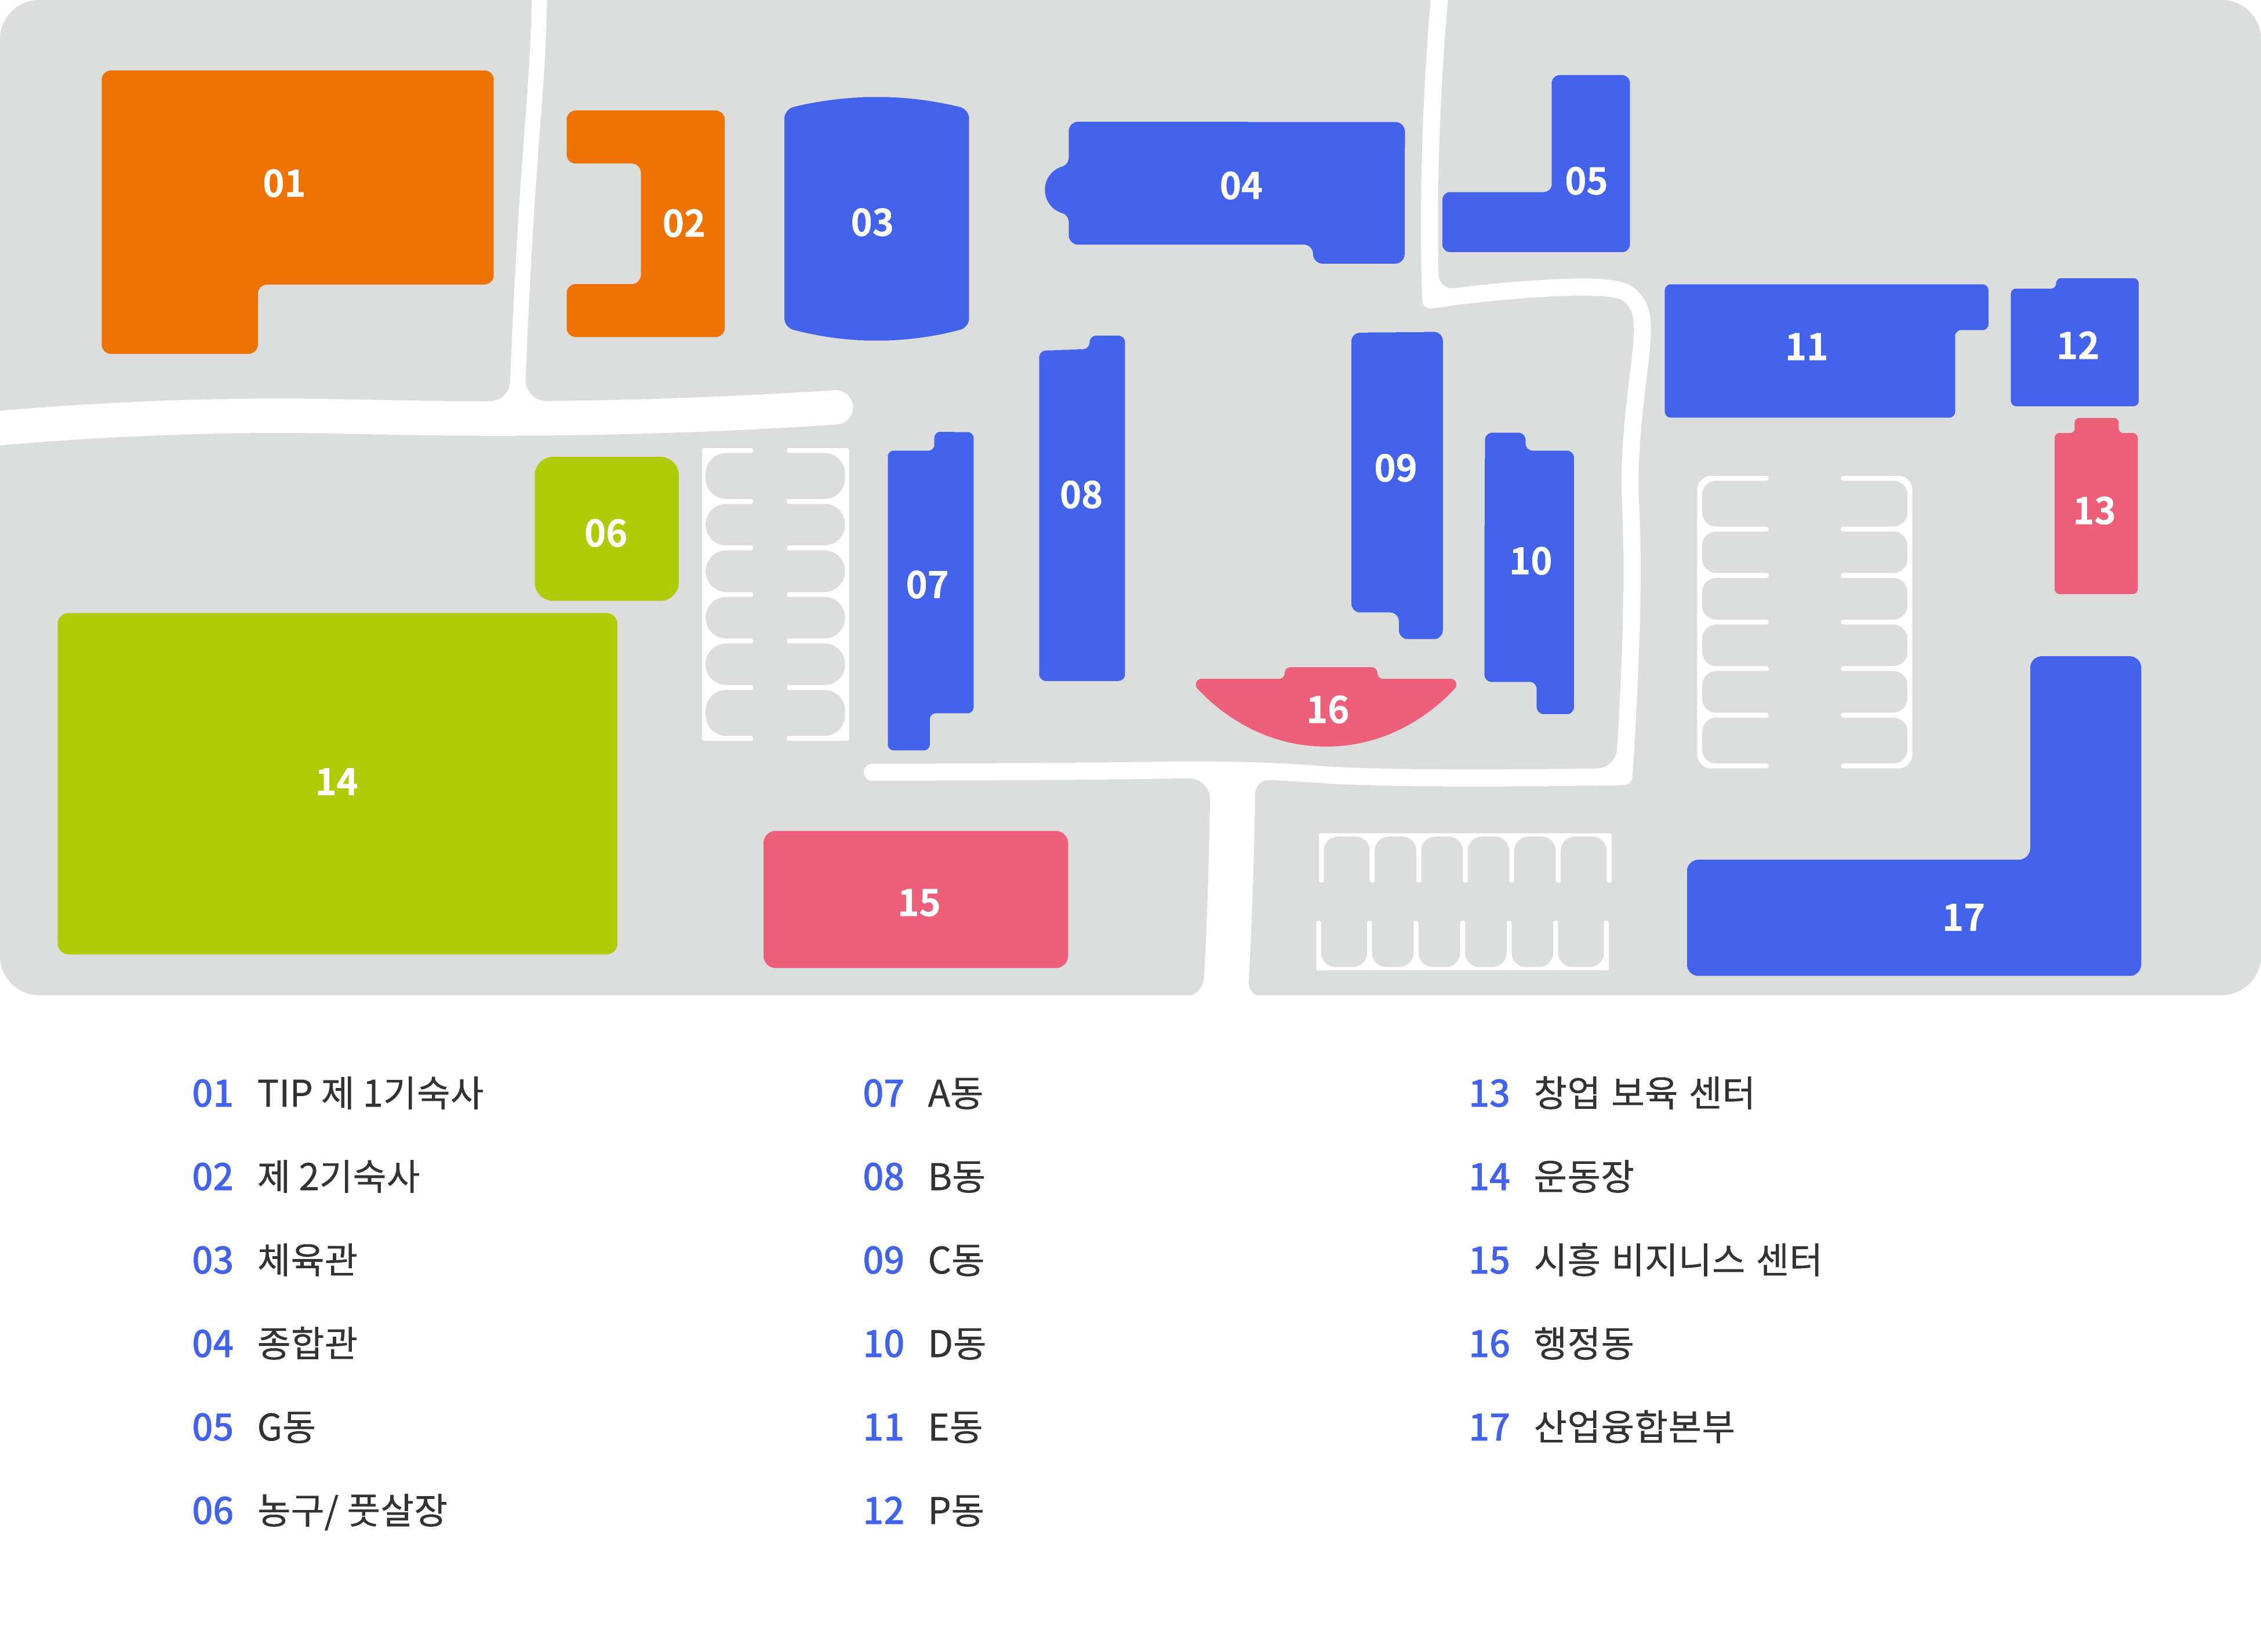 01
02
03
04
05
06
07
08
09
10
11
12
13
14
15
16
17
01 TIP 제 1기숙사
02 제 2기숙사
03 체육관
04 종합관
05 G동
06 농구/ 풋살장
07 A동
08 B동
09 C동
10 D동
11 E동
12 P동
13 창업 보육 센터
14 운동장
15 시흥 비지니스 센터
16 행정동
17 산업융합본부